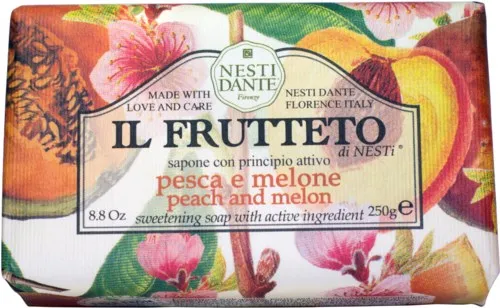 NESTI
DANTE
Firenze
MADE WITH
LOVE AND CARE
NESTI DANTE
FLORENCE ITALY
IL FRUTTETO
di NESTi®
sapone con principio attivo
pesca e melone
peach and melon
8.8 Oz
sweetening soap with active ingredient
250g℮